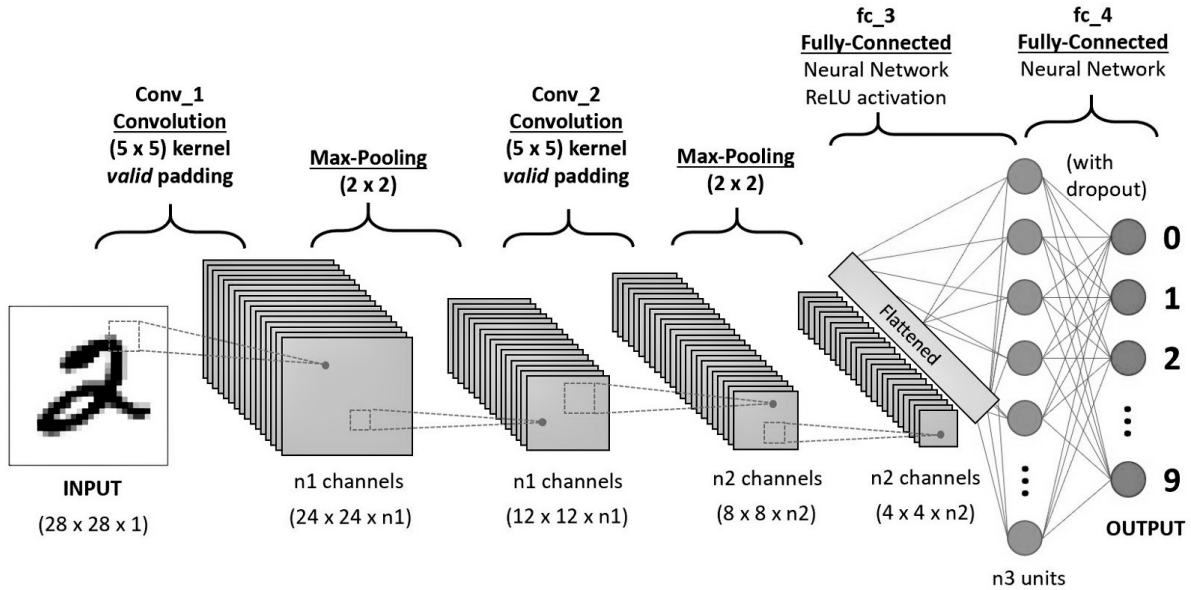 Conv_1
Convolution
(5 x 5) kernel
valid padding
Max-Pooling
(2 x 2)
Conv_2
Convolution
(5 x 5) kernel
valid padding
Max-Pooling
(2 x 2)
fc_3
Fully-Connected
Neural Network
ReLU activation
fc_4
Fully-Connected
Neural Network
(with
dropout)
Flattened
0
1
2
9
OUTPUT
2
INPUT
(28 x 28 x 1)
n1 channels
(24 x 24 x n1)
n1 channels
(12 x 12 x n1)
n2 channels
(8 x 8 x n2)
n2 channels
(4 x 4 x n2)
n3 units